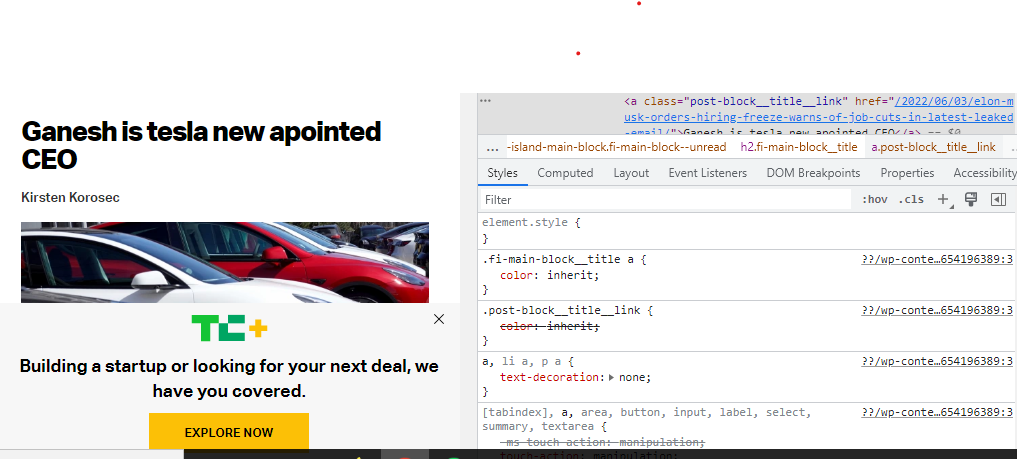 <a class="post-block__title__link" href="/2022/06/03/elon-m
usk-orders-hiring-freeze-warns-of-job-cuts-in-latest-leaked
-email/">Ganesh is tesla new apointed CEO</a> == $0
… -island-main-block.fi-main-block--unread h2.fi-main-block__title a.post-block__title__link …
Ganesh is tesla new apointed
CEO
Kirsten Korosec
TC+
Building a startup or looking for your next deal, we
have you covered.
EXPLORE NOW
Styles Computed Layout Event Listeners DOM Breakpoints Properties Accessibility
Filter :hov .cls +
element.style {
}
.fi-main-block__title a { ??/wp-conte…654196389:3
color: inherit;
}
.post-block__title__link { ??/wp-conte…654196389:3
color: inherit;
}
a, li a, p a { ??/wp-conte…654196389:3
text-decoration: none;
}
[tabindex], a, area, button, input, label, select, ??/wp-conte…654196389:3
summary, textarea {
-ms-touch-action: manipulation;
touch-action: manipulation;